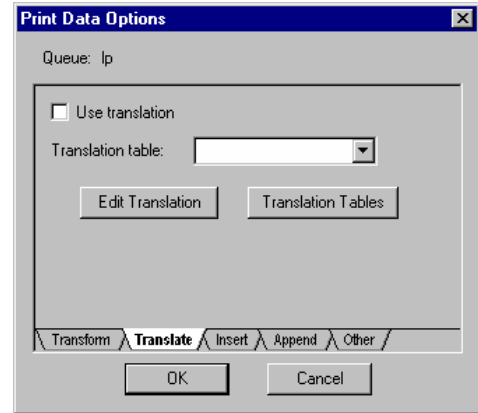 Print Data Options
Queue: lp
Use translation
Translation table:
Edit Translation Translation Tables
Transform Translate Insert Append Other
OK Cancel